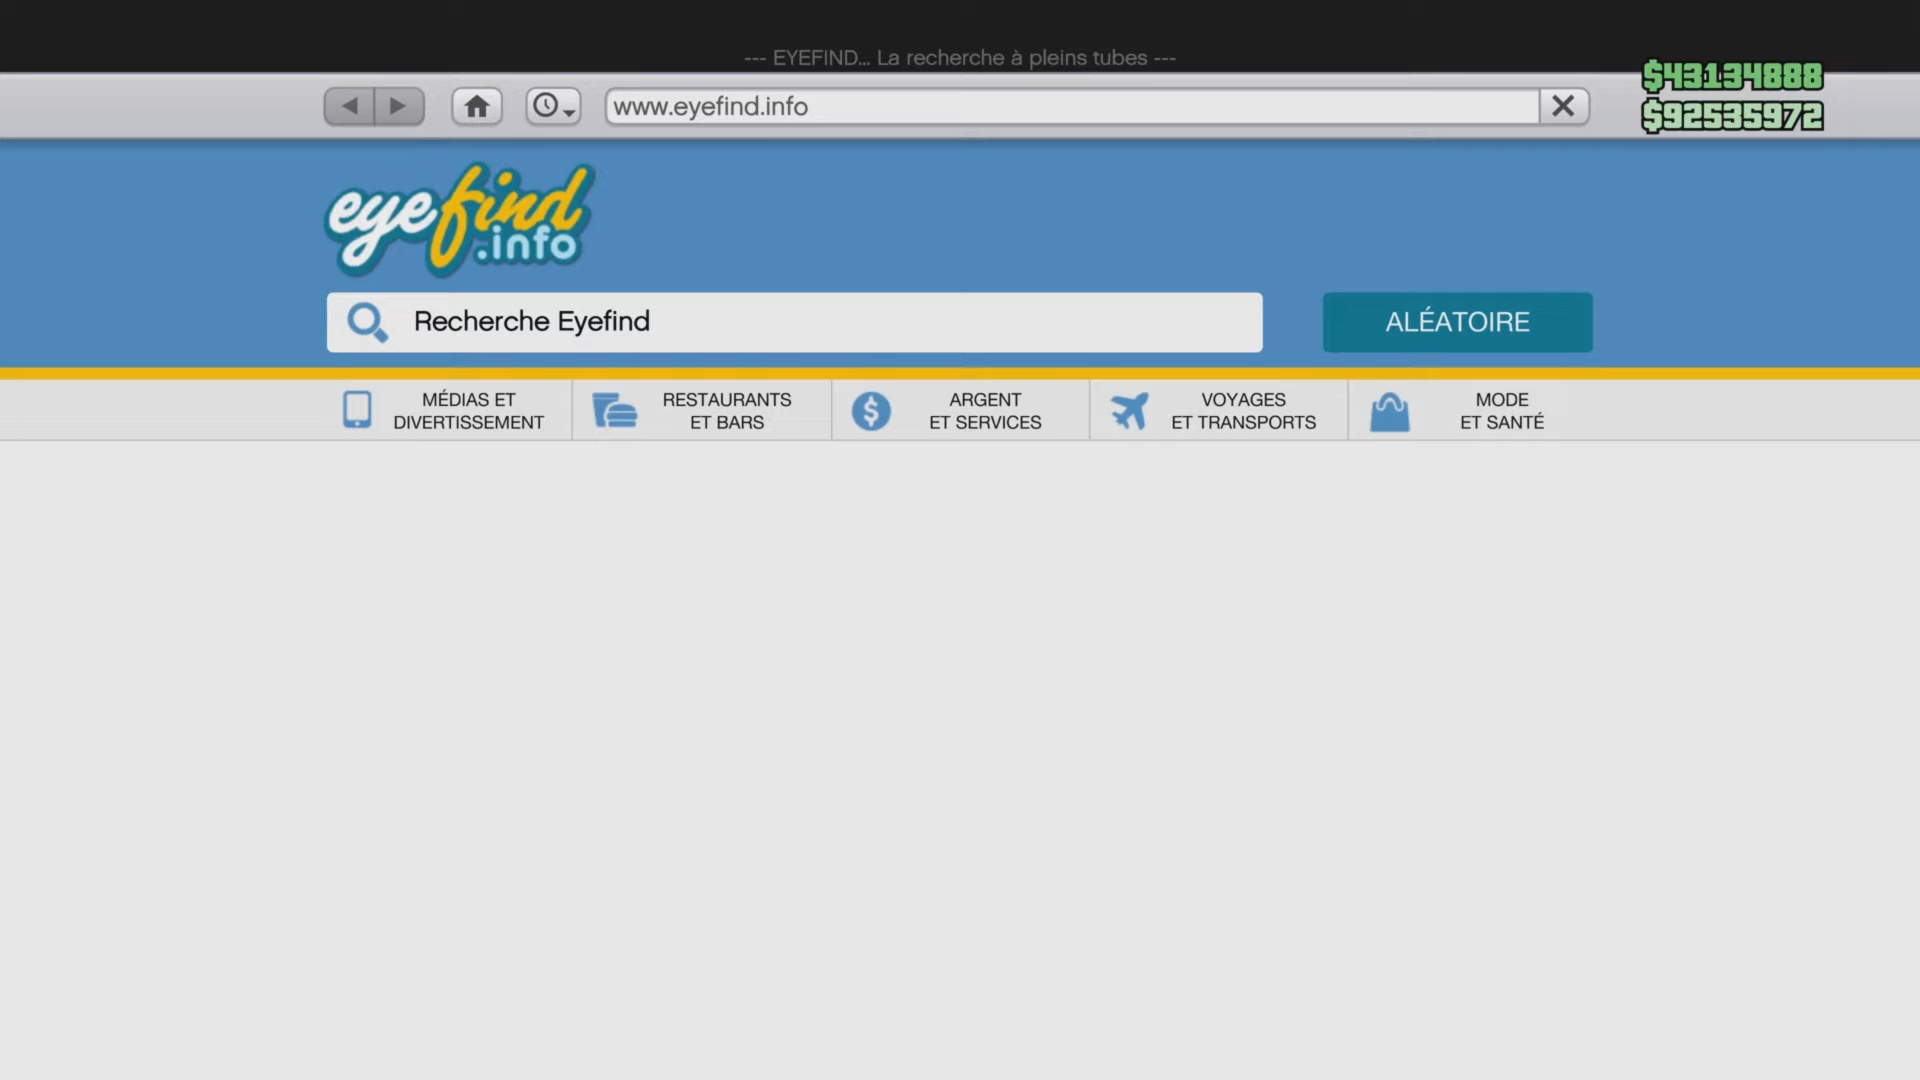 --- EYEFIND... La recherche à pleins tubes ---
www.eyefind.info
$43134888
$92535972
eyefind
.info
Recherche Eyefind
ALÉATOIRE
MÉDIAS ET
DIVERTISSEMENT
RESTAURANTS
ET BARS
ARGENT
ET SERVICES
VOYAGES
ET TRANSPORTS
MODE
ET SANTÉ